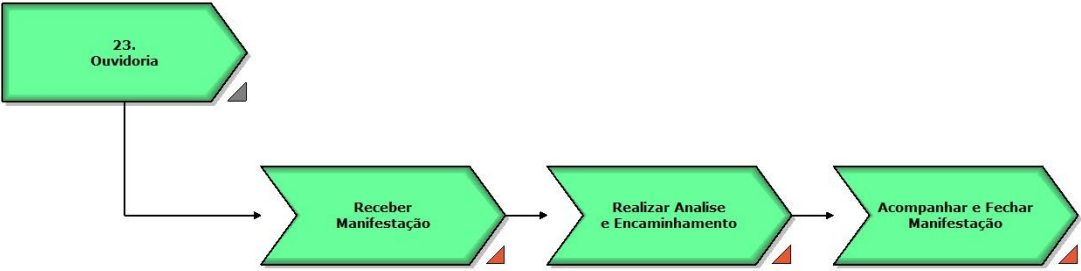 23.
Ouvidoria
Receber
Manifestação
Realizar Analise
e Encaminhamento
Acompanhar e Fechar
Manifestação